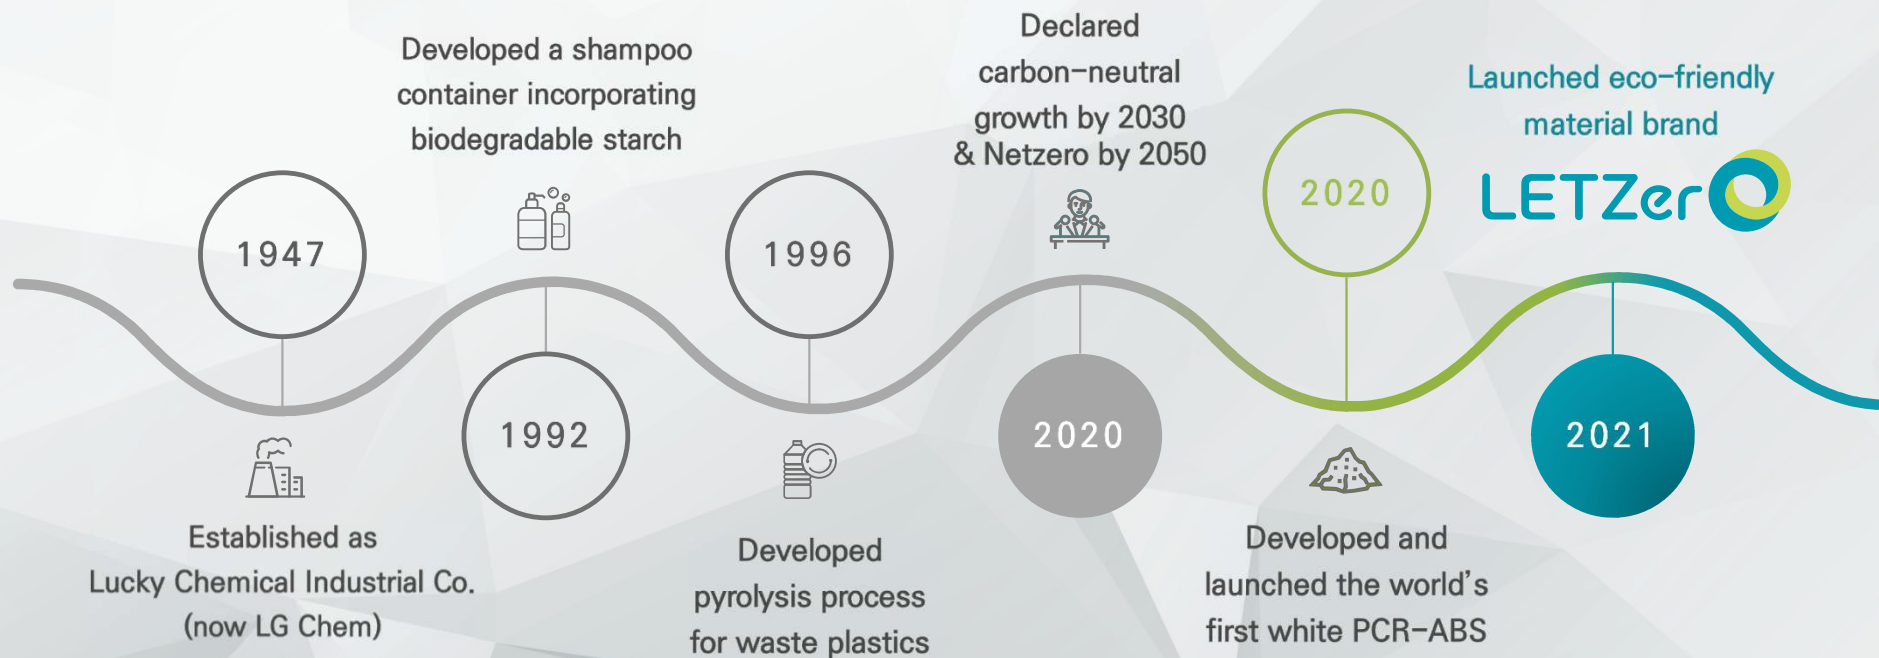 1947
Established as
Lucky Chemical Industrial Co.
(now LG Chem)
Developed a shampoo
container incorporating
biodegradable starch
1992
1996
Developed
pyrolysis process
for waste plastics
Declared
carbon-neutral
growth by 2030
& Netzero by 2050
2020
2020
Developed and
launched the world's
first white PCR-ABS
Launched eco-friendly
material brand
LETZerO
2021